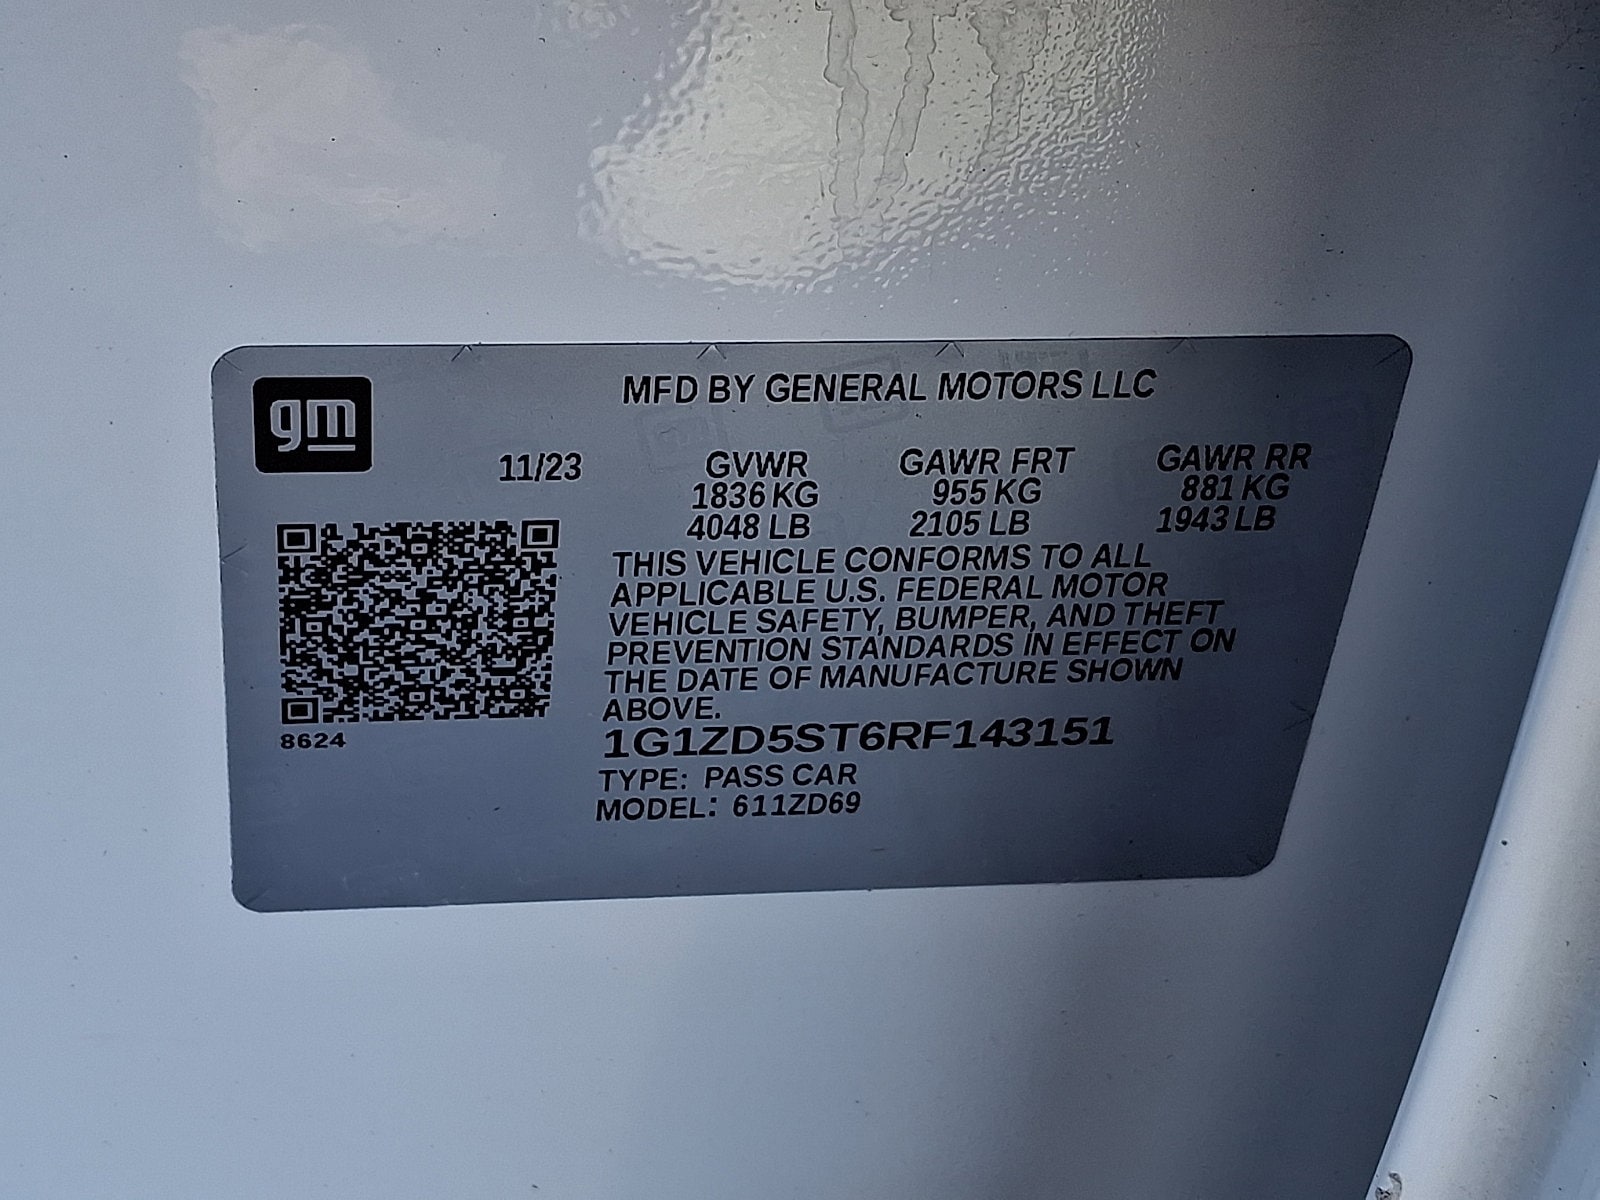 gm
MFD BY GENERAL MOTORS LLC
11/23 GVWR GAWR FRT GAWR RR
1836 KG 955 KG 881 KG
4048 LB 2105 LB 1943 LB
THIS VEHICLE CONFORMS TO ALL
APPLICABLE U.S. FEDERAL MOTOR
VEHICLE SAFETY, BUMPER, AND THEFT
PREVENTION STANDARDS IN EFFECT ON
THE DATE OF MANUFACTURE SHOWN
ABOVE.
8624
1G1ZD5ST6RF143151
TYPE: PASS CAR
MODEL: 611ZD69